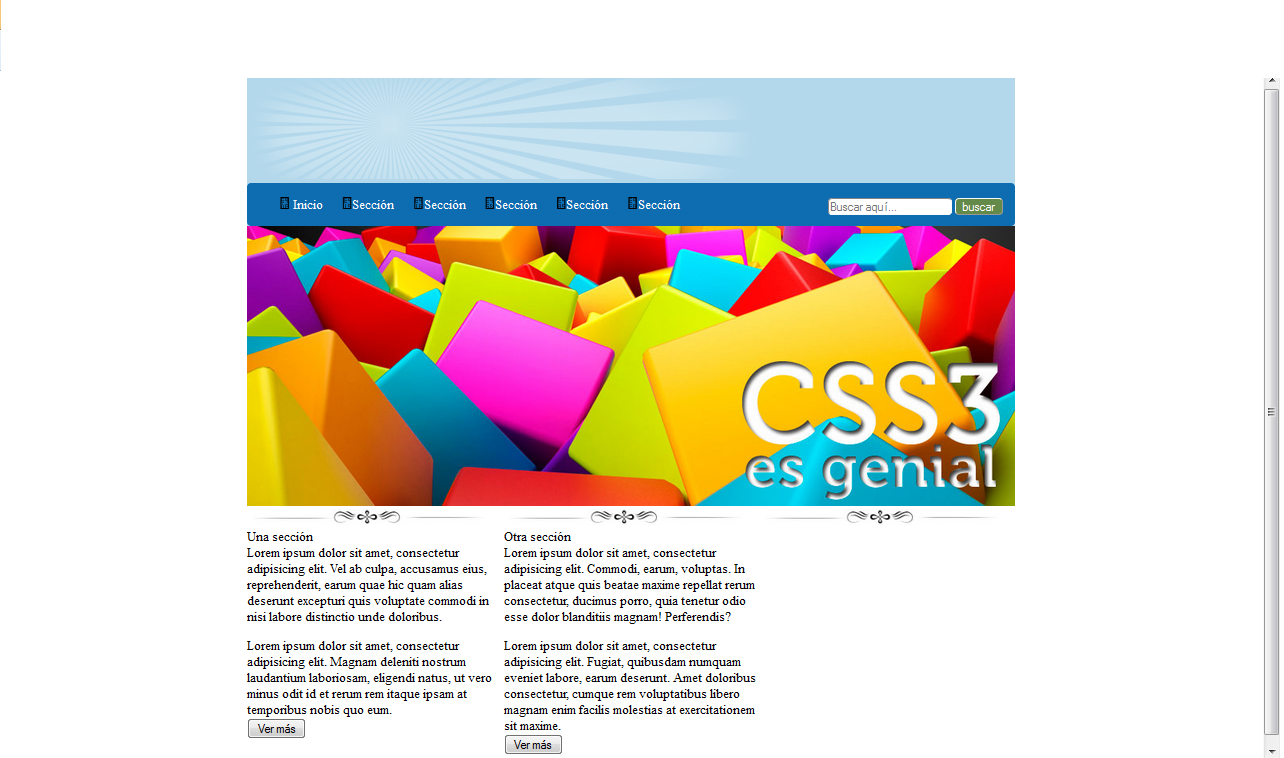 Inicio Sección Sección Sección Sección Sección Buscar aquí... buscar
CSS3
es genial
Una sección
Lorem ipsum dolor sit amet, consectetur
adipisicing elit. Vel ab culpa, accusamus eius,
reprehenderit, earum quae hic quam alias
deserunt excepturi quis voluptate commodi in
nisi labore distinctio unde doloribus.
Lorem ipsum dolor sit amet, consectetur
adipisicing elit. Magnam deleniti nostrum
laudantium laboriosam, eligendi natus, ut vero
minus odit id et rerum rem itaque ipsam at
temporibus nobis quo eum.
Ver más
Otra sección
Lorem ipsum dolor sit amet, consectetur
adipisicing elit. Commodi, earum, voluptas. In
placeat atque quis beatae maxime repellat rerum
consectetur, ducimus porro, quia tenetur odio
esse dolor blanditiis magnam! Perferendis?
Lorem ipsum dolor sit amet, consectetur
adipisicing elit. Fugiat, quibusdam numquam
eveniet labore, earum deserunt. Amet doloribus
consectetur, cumque rem voluptatibus libero
magnam enim facilis molestias at exercitationem
sit maxime.
Ver más